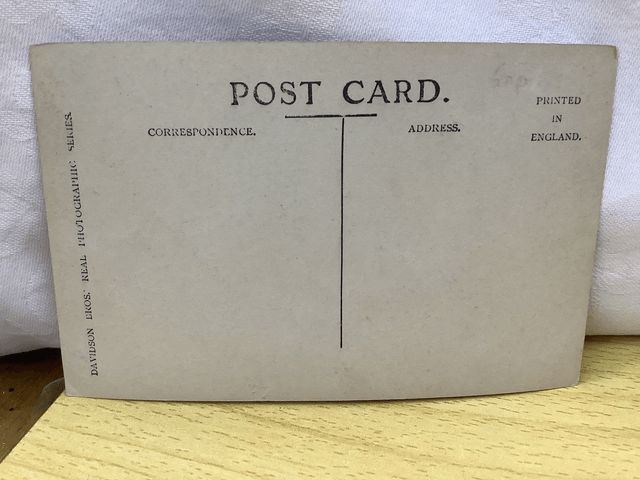 POST CARD.
PRINTED
IN
ENGLAND.
CORRESPONDENCE.
ADDRESS.
DAVIDSON BROS.' REAL PHOTOGRAPHIC SERIES.